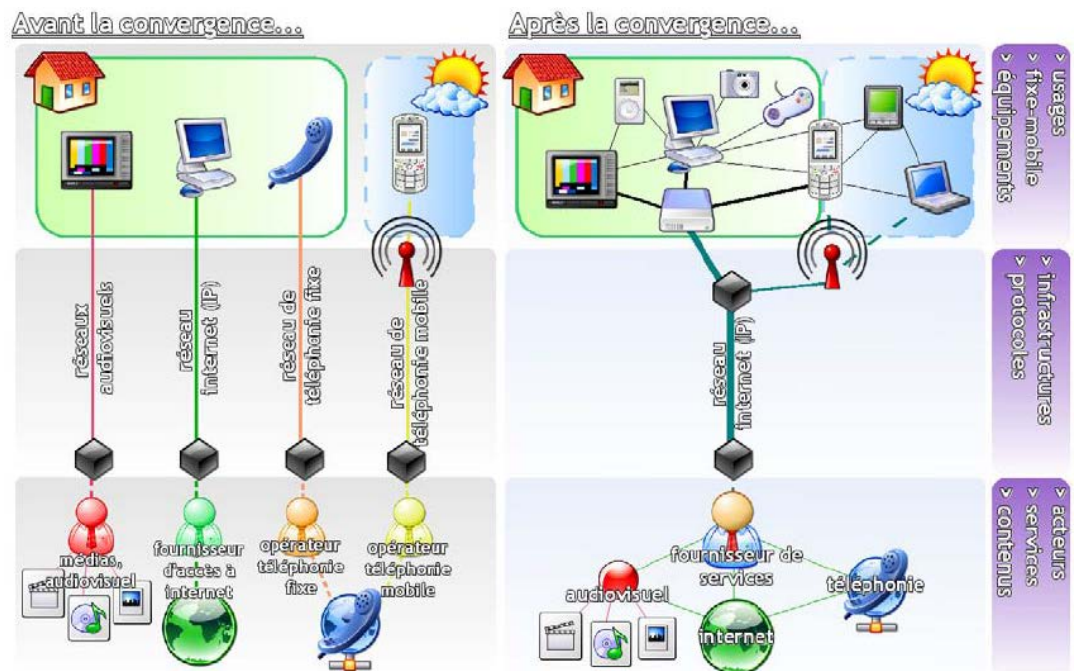 Avant la convergence...
réseaux
audiovisuels
réseau
internet (IP)
réseau de
téléphonie fixe
réseau de
téléphonie mobile
médias,
audiovisuel
fournisseur
d'accès à
internet
opérateur
téléphonie
fixe
opérateur
téléphonie
mobile
Après la convergence...
réseau
internet (IP)
fournisseur de
services
audiovisuel
internet
téléphonie
> usages
> fixe-mobile
> équipements
> infrastructures
> protocoles
> acteurs
> services
> contenus